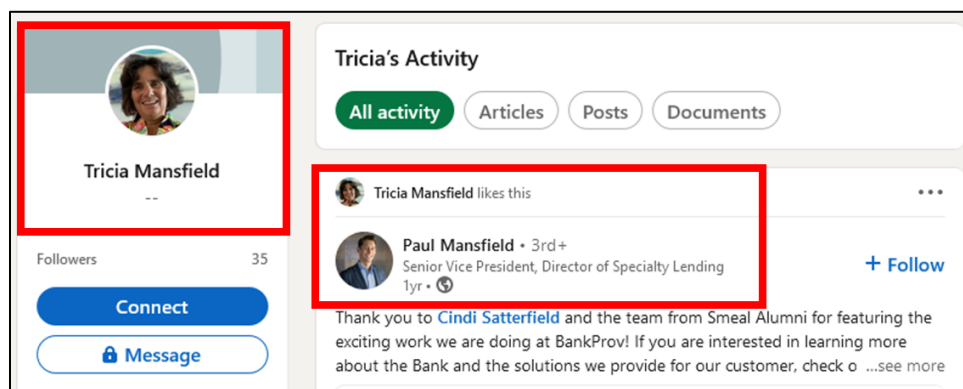 Tricia's Activity
All activity Articles Posts Documents
Tricia Mansfield
--
Followers 35
Connect
Message
Tricia Mansfield likes this
Paul Mansfield • 3rd+
Senior Vice President, Director of Specialty Lending
1yr •
+ Follow
Thank you to Cindi Satterfield and the team from Smeal Alumni for featuring the
exciting work we are doing at BankProv! If you are interested in learning more
about the Bank and the solutions we provide for our customer, check o ...see more